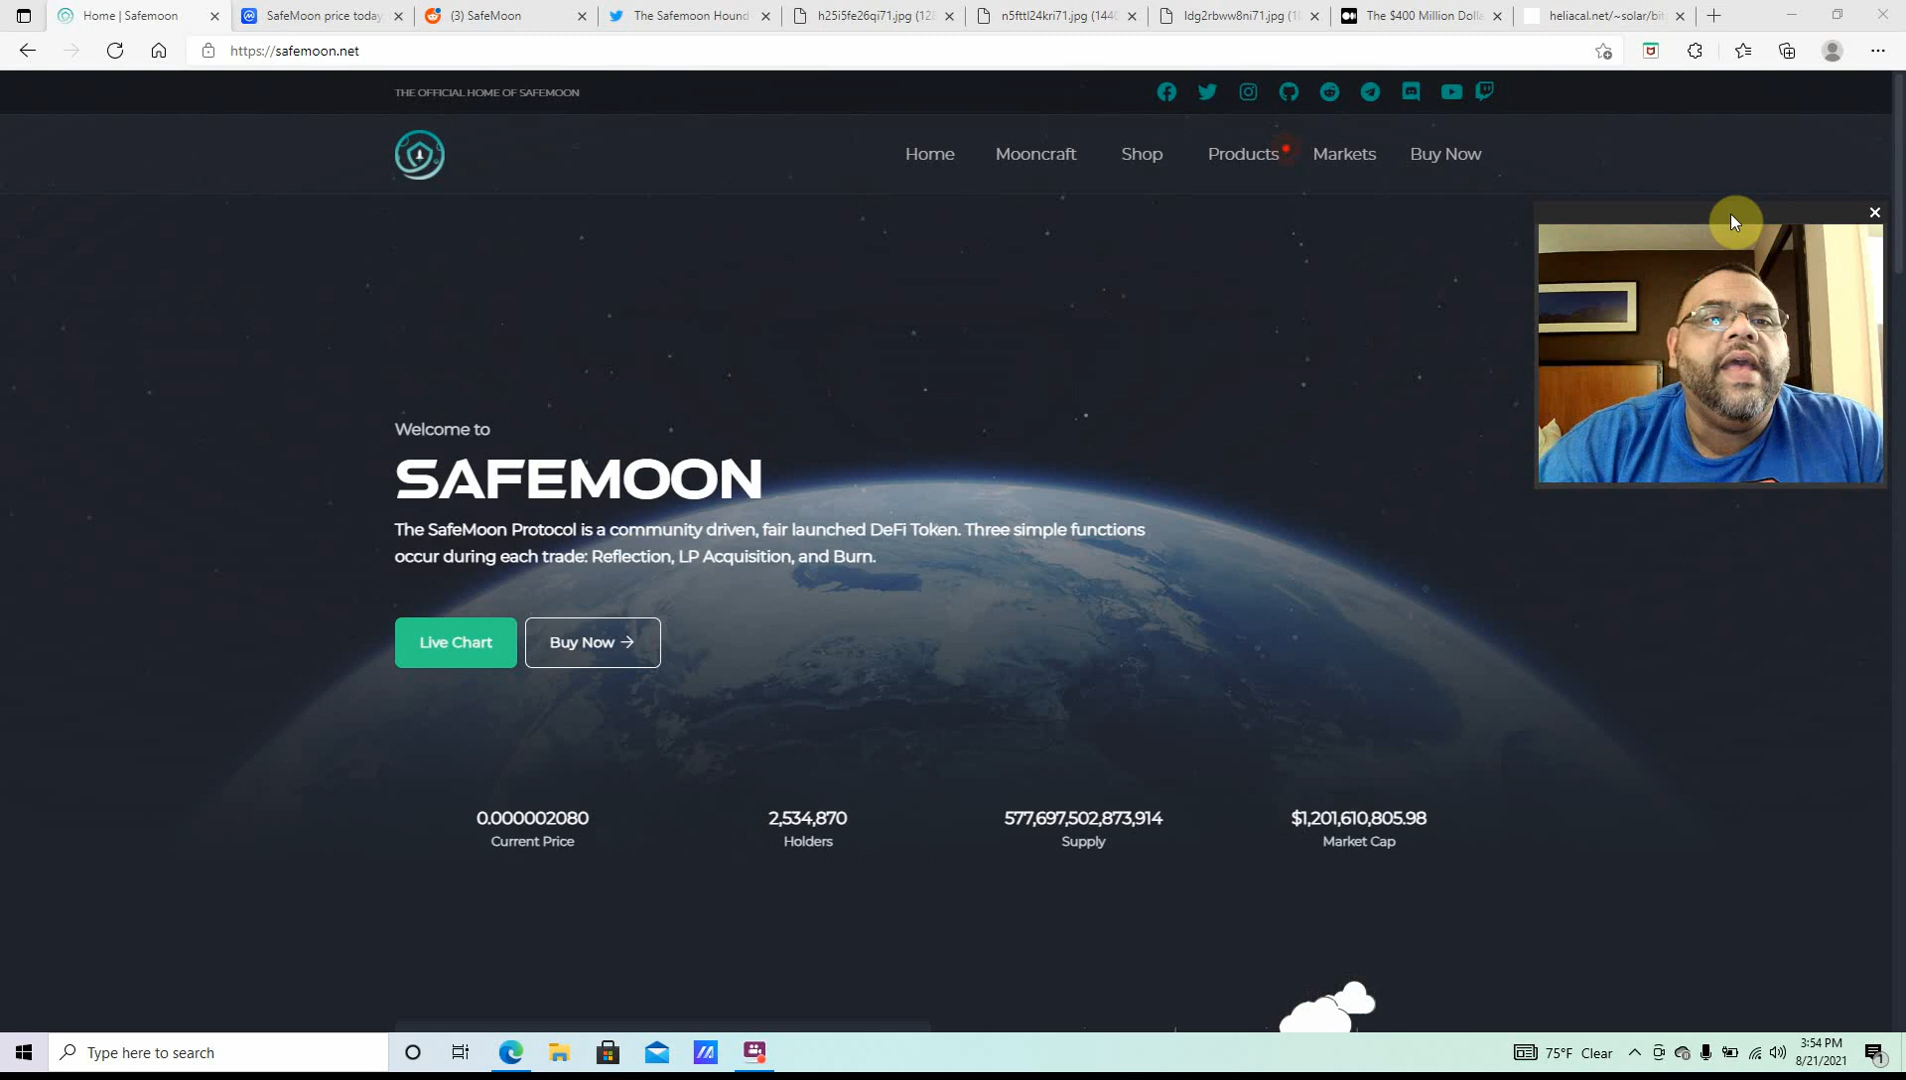 Home | Safemoon
SafeMoon price today
(3) SafeMoon
The Safemoon Hound
h25i5fe26qi71.jpg (128
n5fttl24kri71.jpg (1440
ldg2rbww8ni71.jpg (1
The $400 Million Dolla
heliacal.net/~solar/bit
https://safemoon.net
THE OFFICIAL HOME OF SAFEMOON
Home
Mooncraft
Shop
Products
Markets
Buy Now
Welcome to
SAFEMOON
The SafeMoon Protocol is a community driven, fair launched DeFi Token. Three simple functions
occur during each trade: Reflection, LP Acquisition, and Burn.
Live Chart
Buy Now →
0.000002080
Current Price
2,534,870
Holders
577,697,502,873,914
Supply
$1,201,610,805.98
Market Cap
Type here to search
75°F Clear
3:54 PM
8/21/2021
1